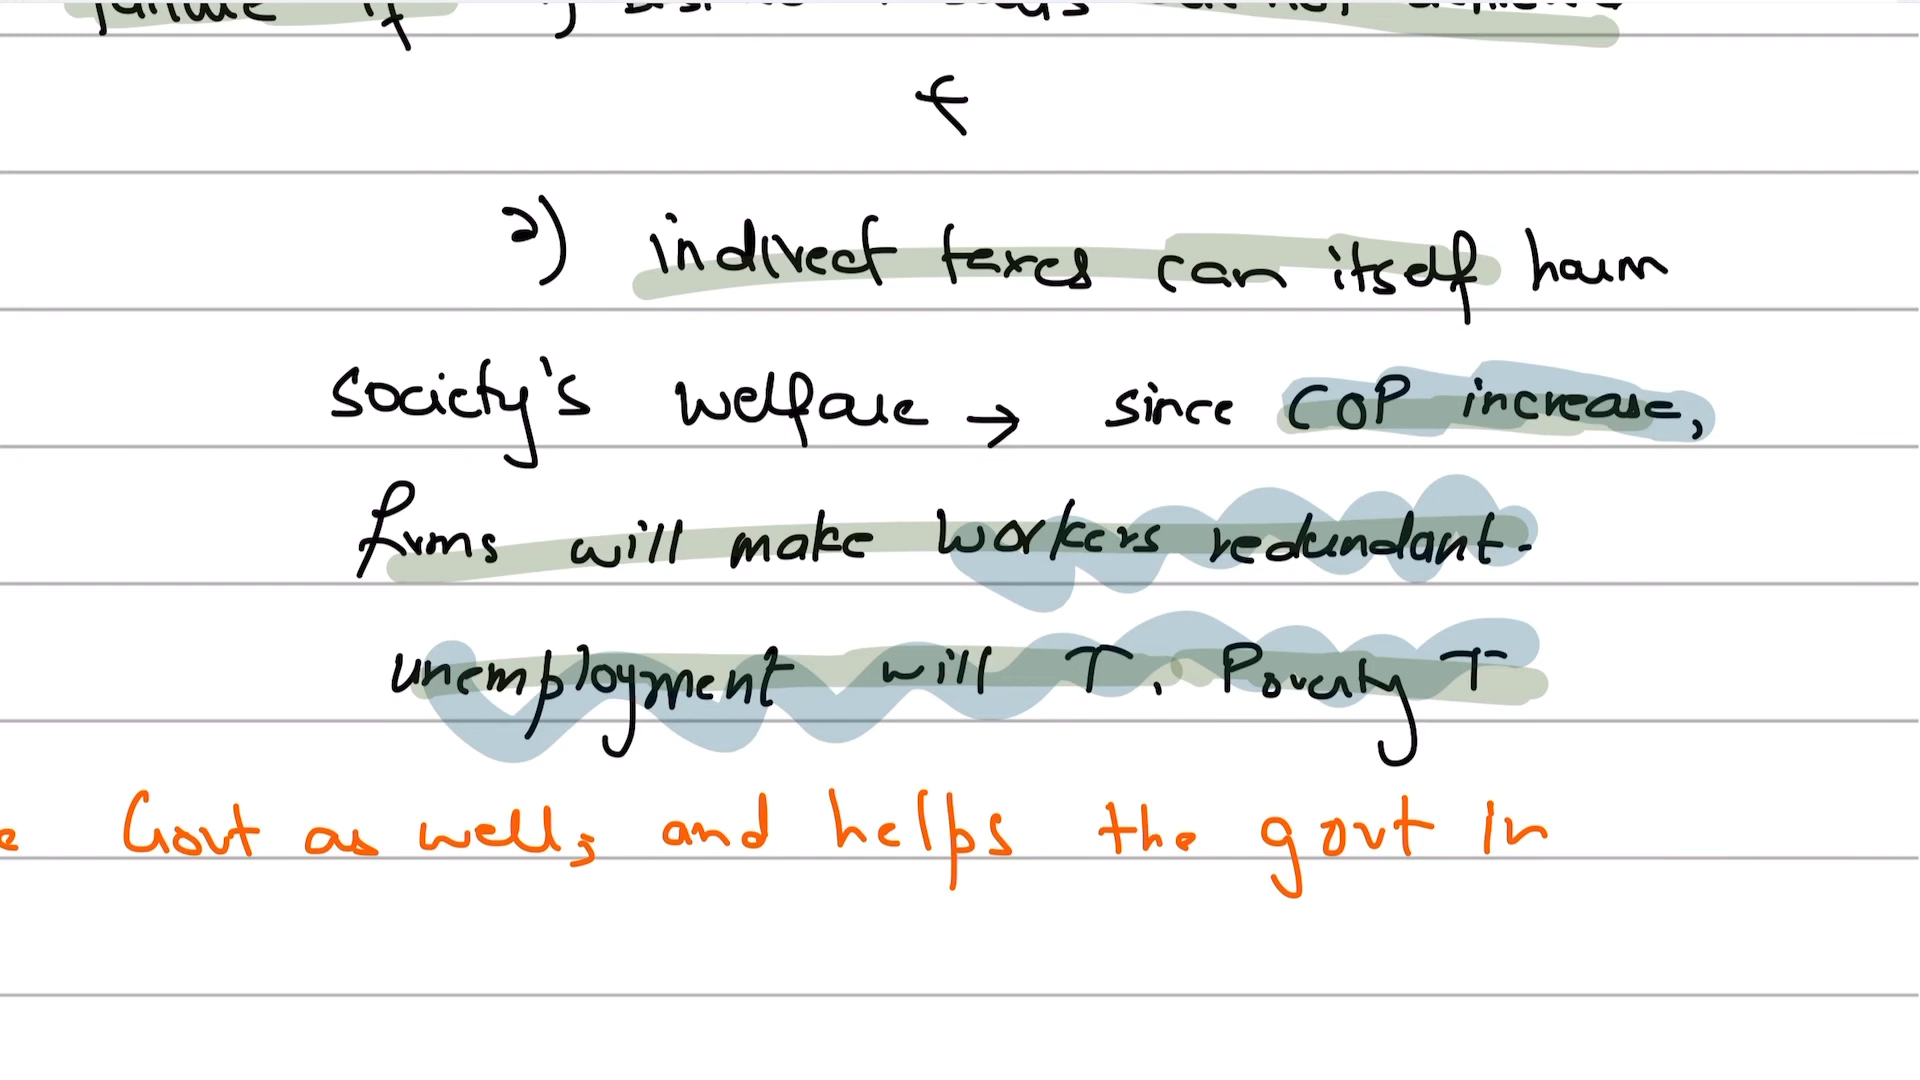 if
2) indirect taxes can itself harm
society's welfare → since COP increase,
firms will make workers redundant.
unemployment will ↑. Poverty ↑
Govt as well; and helps the govt in